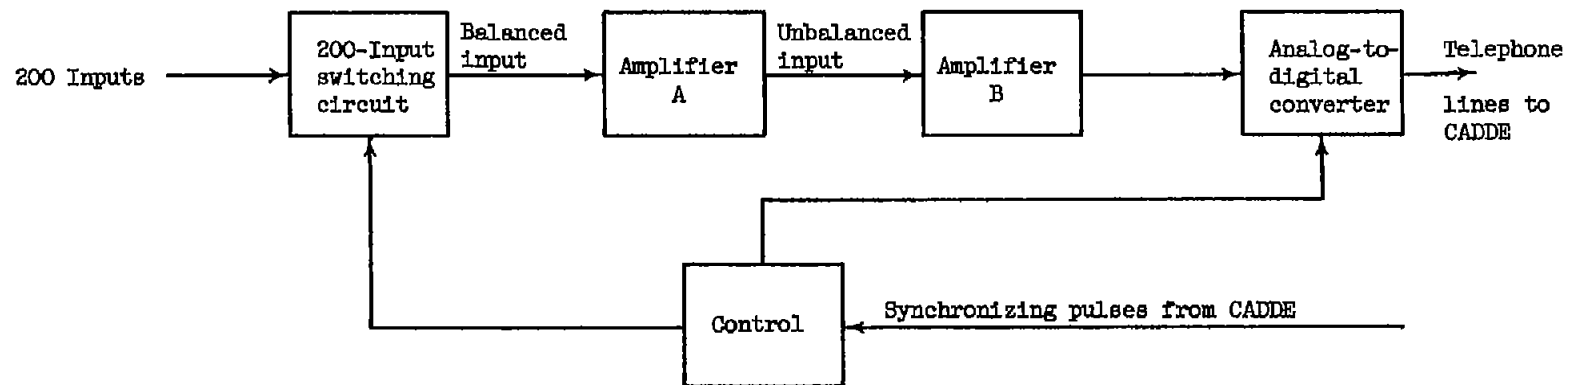 200 Inputs
200-Input
switching
circuit
Balanced
input
Amplifier
A
Unbalanced
input
Amplifier
B
Analog-to-
digital
converter
Telephone
lines to
CADDE
Control
Synchronizing pulses from CADDE